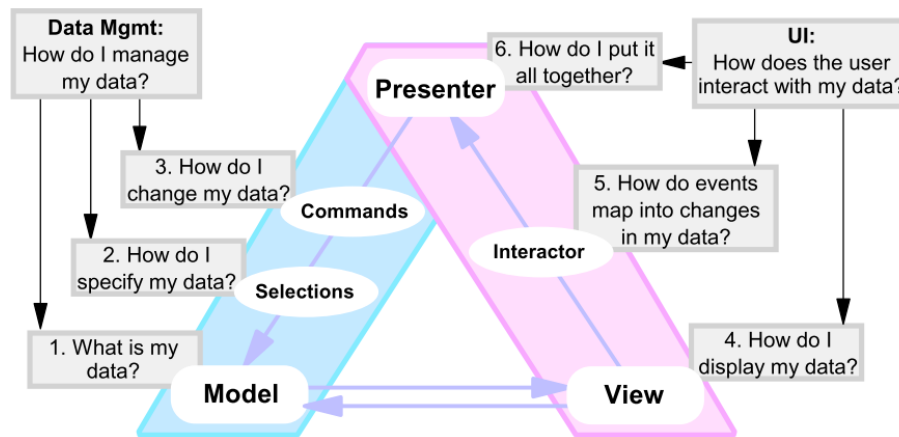 Data Mgmt:
How do I manage
my data?
6. How do I put it
all together?
UI:
How does the user
interact with my data?
Presenter
3. How do I
change my data?
Commands
5. How do events
map into changes
in my data?
2. How do I
specify my data?
Interactor
Selections
1. What is my
data?
4. How do I
display my data?
Model
View